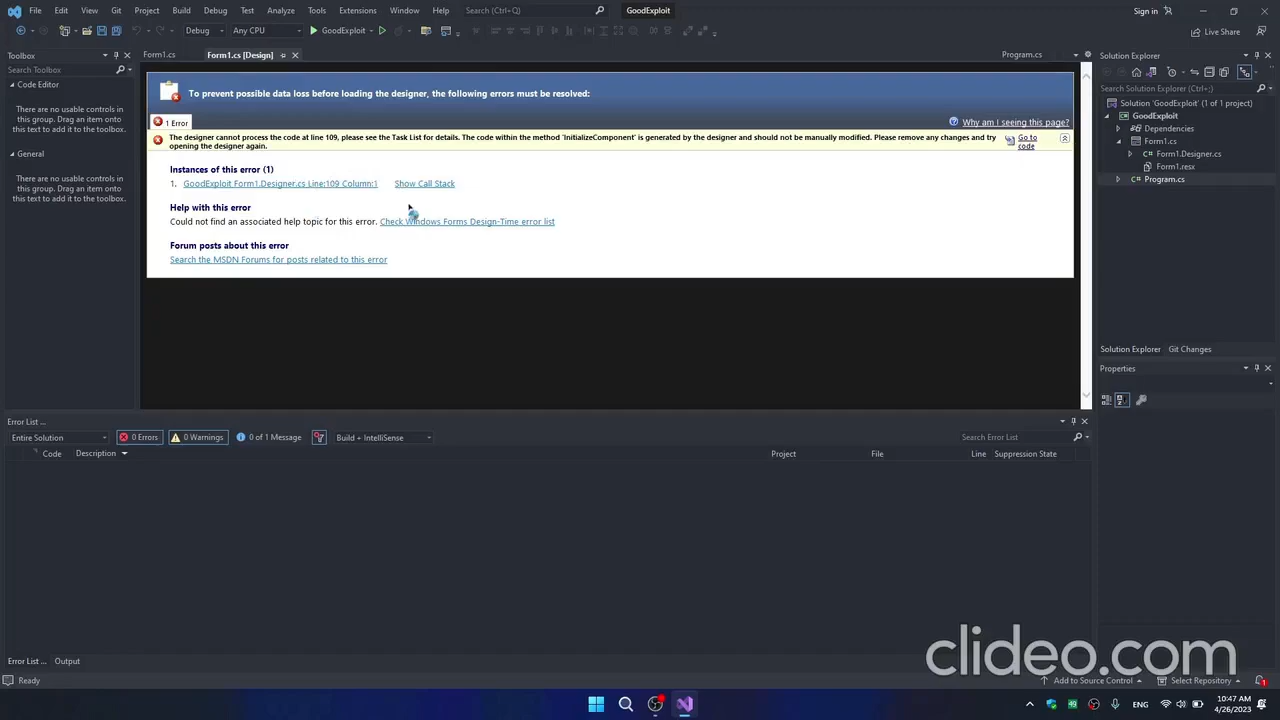 File Edit View Git Project Build Debug Test Analyze Tools Extensions Window Help Search (Ctrl+Q) GoodExploit Sign in
Debug Any CPU GoodExploit Live Share
Toolbox
Search Toolbox
Code Editor
There are no usable controls in
this group. Drag an item onto
this text to add it to the toolbox.
General
There are no usable controls in
this group. Drag an item onto
this text to add it to the toolbox.
Form1.cs Form1.cs [Design] Program.cs
To prevent possible data loss before loading the designer, the following errors must be resolved:
1 Error Why am I seeing this page?
The designer cannot process the code at line 109, please see the Task List for details. The code within the method 'InitializeComponent' is generated by the designer and should not be manually modified. Please remove any changes and try
opening the designer again.
Go to
code
Instances of this error (1)
1. GoodExploit Form1.Designer.cs Line:109 Column:1 Show Call Stack
Help with this error
Could not find an associated help topic for this error. Check Windows Forms Design-Time error list
Forum posts about this error
Search the MSDN Forums for posts related to this error
Solution Explorer
Search Solution Explorer (Ctrl+;)
Solution 'GoodExploit' (1 of 1 project)
GoodExploit
Dependencies
Form1.cs
Form1.Designer.cs
Form1.resx
Program.cs
Solution Explorer Git Changes
Properties
Error List ...
Entire Solution 0 Errors 0 Warnings 0 of 1 Message Build + IntelliSense Search Error List
Code Description Project File Line Suppression State
Error List ... Output
clideo.com
Ready Add to Source Control Select Repository 1
ENG 10:47 AM
4/26/2023